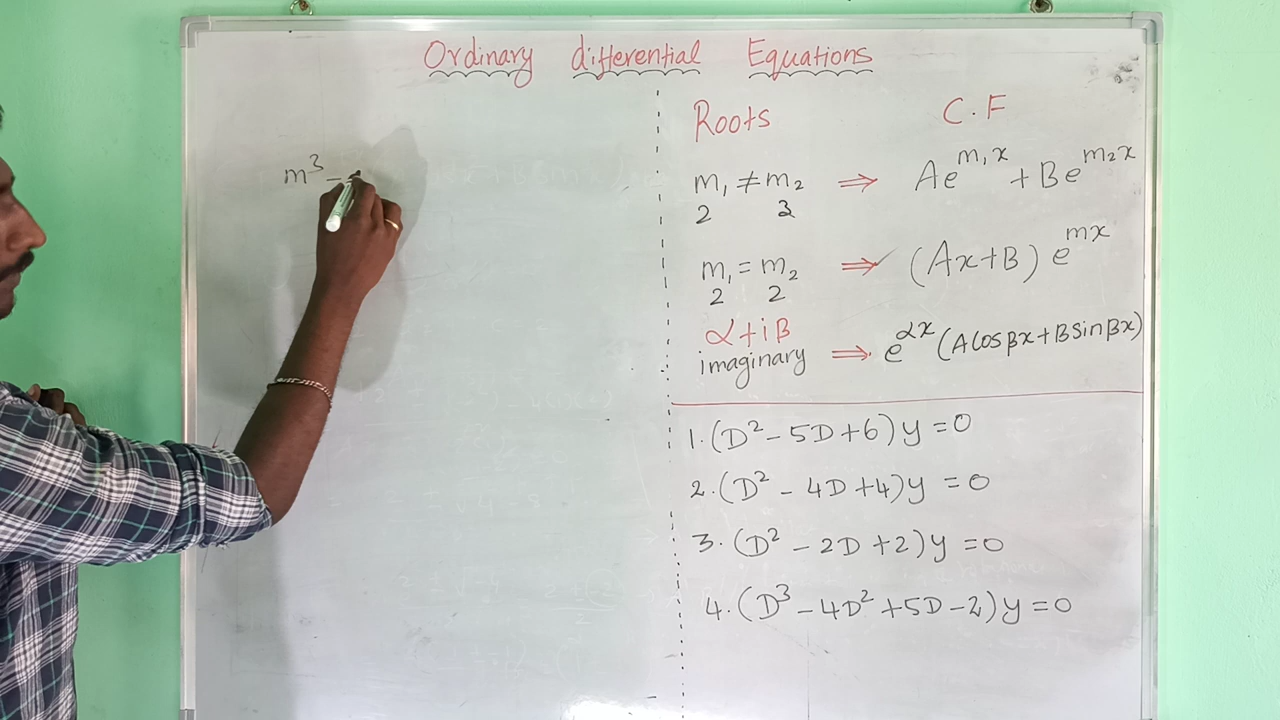 Ordinary differential Equations
m³ -
Roots C.F
m₁ ≠ m₂ ⇒ Ae^{m₁x} + Be^{m₂x}
2 3
m₁ = m₂ ⇒ (Ax+B) e^{mx}
2 2
α+iβ
imaginary ⇒ e^{αx} (A cos βx + B sin βx)
1. (D² - 5D + 6) y = 0
2. (D² - 4D + 4) y = 0
3. (D² - 2D + 2) y = 0
4. (D³ - 4D² + 5D - 2) y = 0